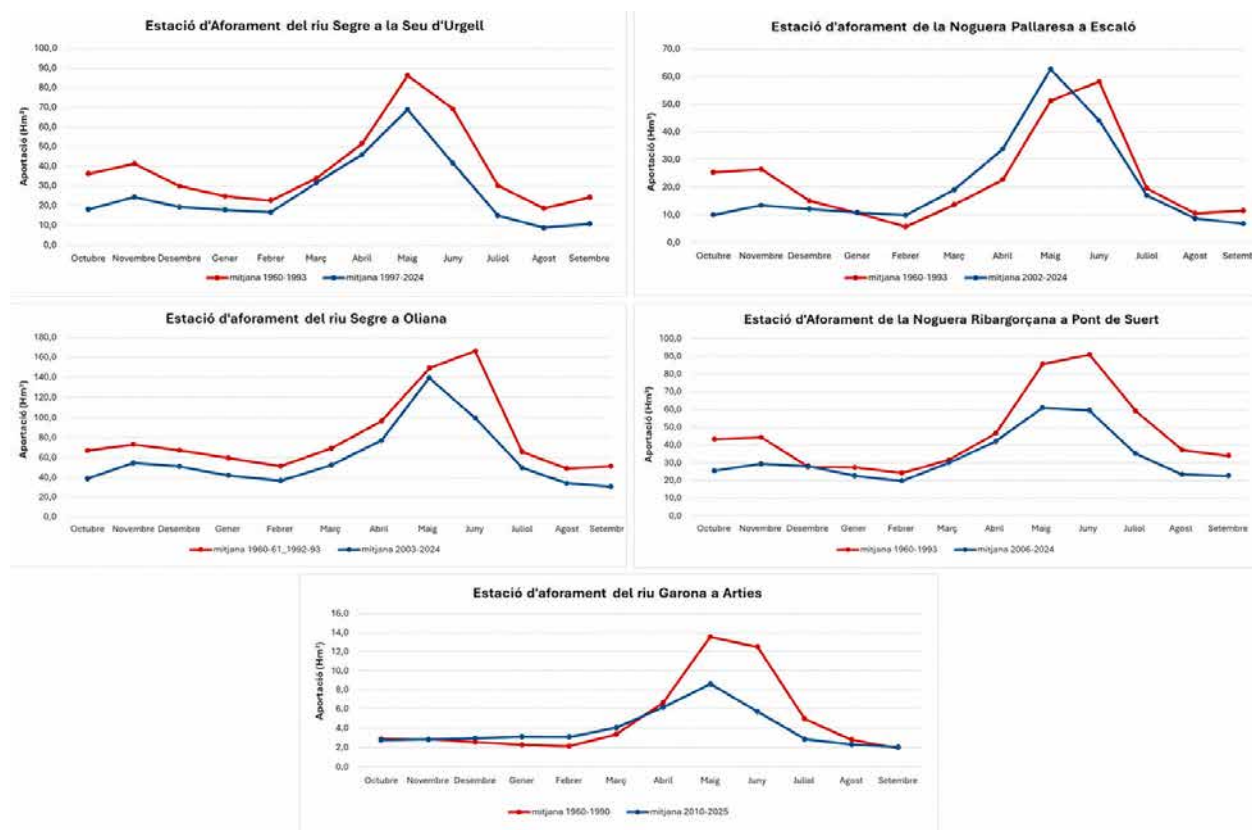 Estació d'Aforament del riu Segre a la Seu d'Urgell
Aportació (Hm³)
100,0
90,0
80,0
70,0
60,0
50,0
40,0
30,0
20,0
10,0
0,0
Octubre Novembre Desembre Gener Febrer Març Abril Maig Juny Juliol Agost Setembre
mitjana 1960-1993 mitjana 1997-2024
Estació d'aforament de la Noguera Pallaresa a Escaló
Aportació (Hm³)
70,0
60,0
50,0
40,0
30,0
20,0
10,0
0,0
Octubre Novembre Desembre Gener Febrer Març Abril Maig Juny Juliol Agost Setemb
mitjana 1960-1993 mitjana 2002-2024
Estació d'aforament del riu Segre a Oliana
Aportació (Hm³)
180,0
160,0
140,0
120,0
100,0
80,0
60,0
40,0
20,0
0,0
Octubre Novembre Desembre Gener Febrer Març Abril Maig Juny Juliol Agost Setembr
mitjana 1960-61_1992-93 mitjana 2003-2024
Estació d'Aforament de la Noguera Ribargorçana a Pont de Suert
Aportació (Hm³)
100,0
90,0
80,0
70,0
60,0
50,0
40,0
30,0
20,0
10,0
0,0
Octubre Novembre Desembre Gener Febrer Març Abril Maig Juny Juliol Agost Setembre
mitjana 1960-1993 mitjana 2006-2024
Estació d'aforament del riu Garona a Arties
Aportació (Hm³)
16,0
14,0
12,0
10,0
8,0
6,0
4,0
2,0
0,0
Octubre Novembre Desembre Gener Febrer Març Abril Maig Juny Juliol Agost Setembre
mitjana 1960-1990 mitjana 2010-2025